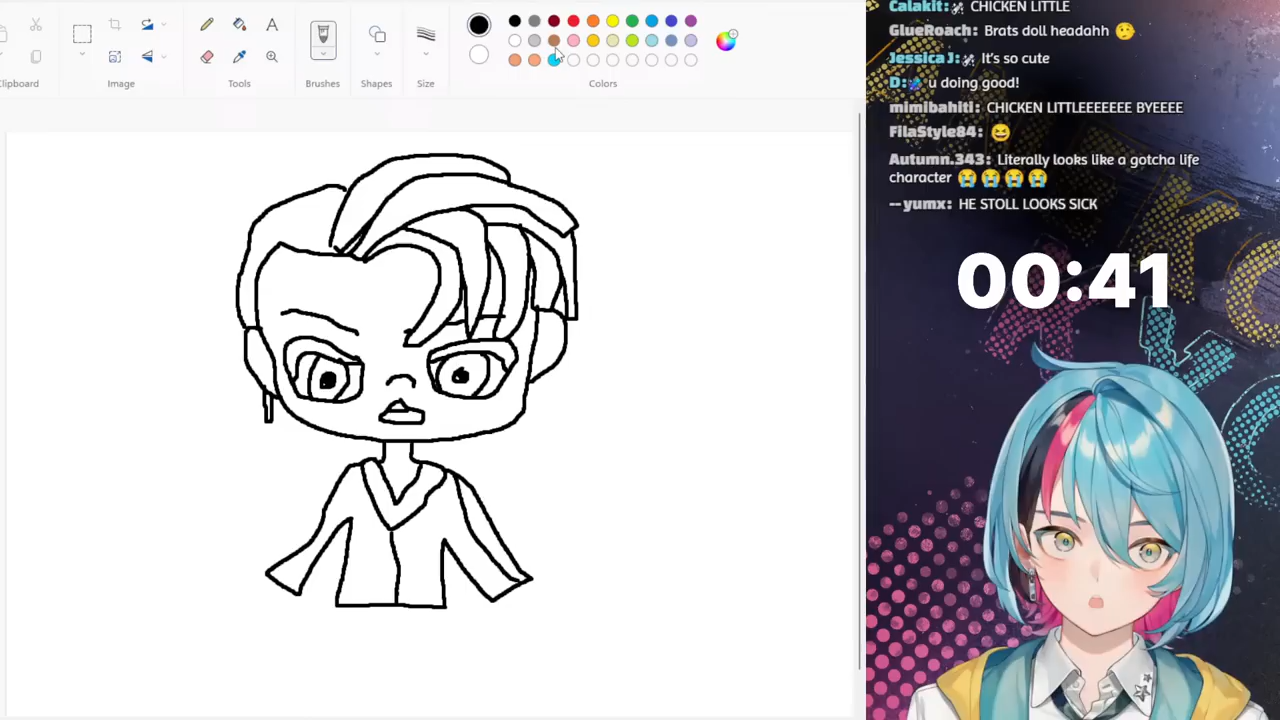 Clipboard
Image
Tools
Brushes
Shapes
Size
Colors
A
Calakit: CHICKEN LITTLE
GlueRoach: Brats doll headahh 🤨
Jessica J: It's so cute
D: u doing good!
mimibahiti: CHICKEN LITTLEEEEEEE BYEEEE
FilaStyle84: 😆
Autumn.343: Literally looks like a gotcha life
character 😭😭😭😭
--yumx: HE STOLL LOOKS SICK
00:41